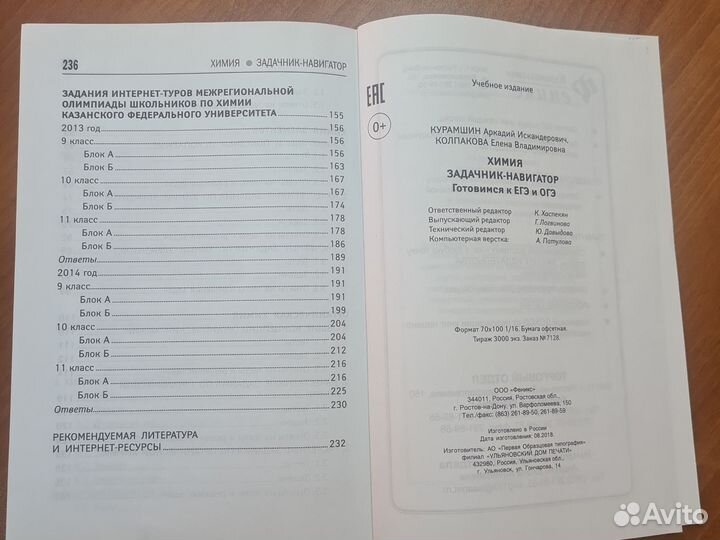 236
ХИМИЯ ● ЗАДАЧНИК-НАВИГАТОР
ЗАДАНИЯ ИНТЕРНЕТ-ТУРОВ МЕЖРЕГИОНАЛЬНОЙ
ОЛИМПИАДЫ ШКОЛЬНИКОВ ПО ХИМИИ
КАЗАНСКОГО ФЕДЕРАЛЬНОГО УНИВЕРСИТЕТА 155
2013 год 156
9 класс 156
Блок А 156
Блок Б 163
10 класс 167
Блок А 167
Блок Б 174
11 класс 178
Блок А 178
Блок Б 186
Ответы 189
2014 год 191
9 класс 191
Блок А 191
Блок Б 199
10 класс 204
Блок А 204
Блок Б 212
11 класс 216
Блок А 216
Блок Б 225
Ответы 230
РЕКОМЕНДУЕМАЯ ЛИТЕРАТУРА
И ИНТЕРНЕТ-РЕСУРСЫ 232
EAC
0+
Учебное издание
КУРАМШИН Аркадий Искандерович,
КОЛПАКОВА Елена Владимировна
ХИМИЯ
ЗАДАЧНИК-НАВИГАТОР
Готовимся к ЕГЭ и ОГЭ
Ответственный редактор К. Хаспекян
Выпускающий редактор Г. Логвинова
Технический редактор Ю. Давыдова
Компьютерная верстка: А. Патулова
Формат 70х100 1/16. Бумага офсетная.
Тираж 3000 экз. Заказ №7128.
ООО «Феникс»
344011, Россия, Ростовская обл.,
г. Ростов-на-Дону, ул. Варфоломеева, 150
Тел./факс: (863) 261-89-50, 261-89-59
Изготовлено в России
Дата изготовления: 08.2018.
Изготовитель: АО «Первая Образцовая типография»
Филиал «УЛЬЯНОВСКИЙ ДОМ ПЕЧАТИ»
432980, Россия, Ульяновская обл.,
г. Ульяновск, ул. Гончарова, 14
Avito